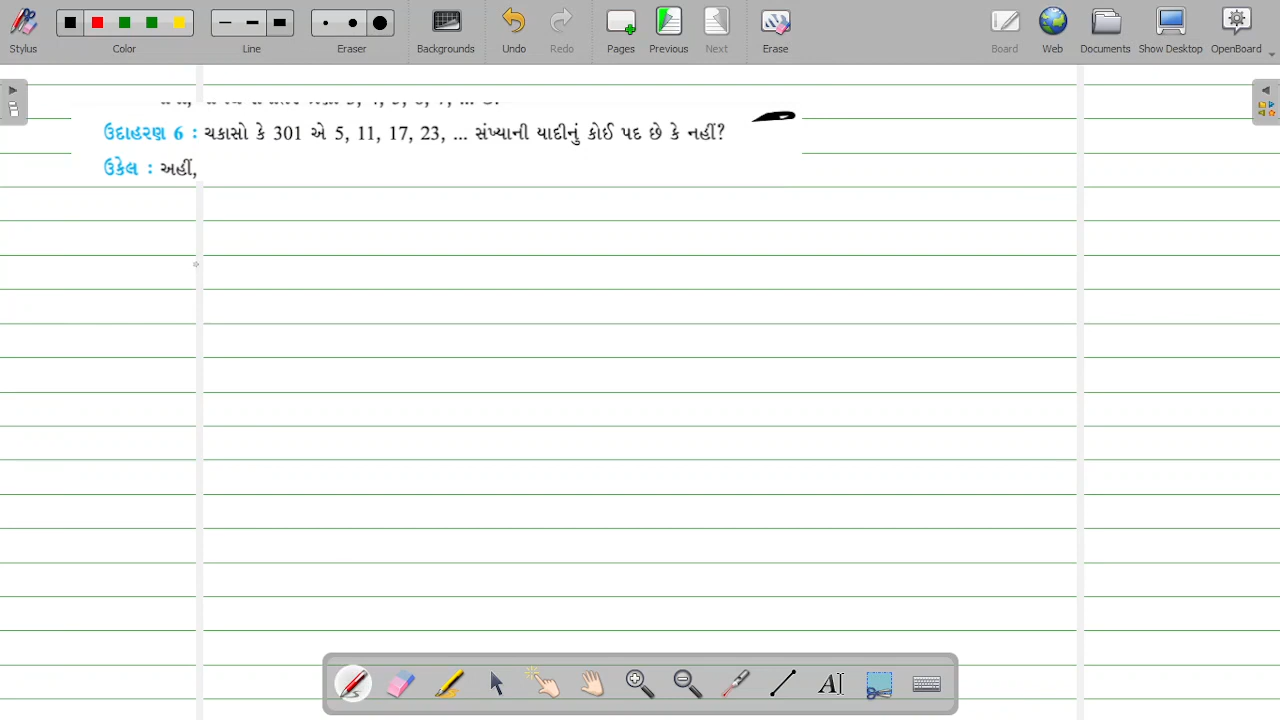 Stylus
Color
Line
Eraser
Backgrounds
Undo
Redo
Pages
Previous
Next
Erase
Board
Web
Documents
Show Desktop
OpenBoard
ઉદાહરણ 6 : ચકાસો કે 301 એ 5, 11, 17, 23, ... સંખ્યાની યાદીનું કોઈ પદ છે કે નહીં?
ઉકેલ : અહીં,